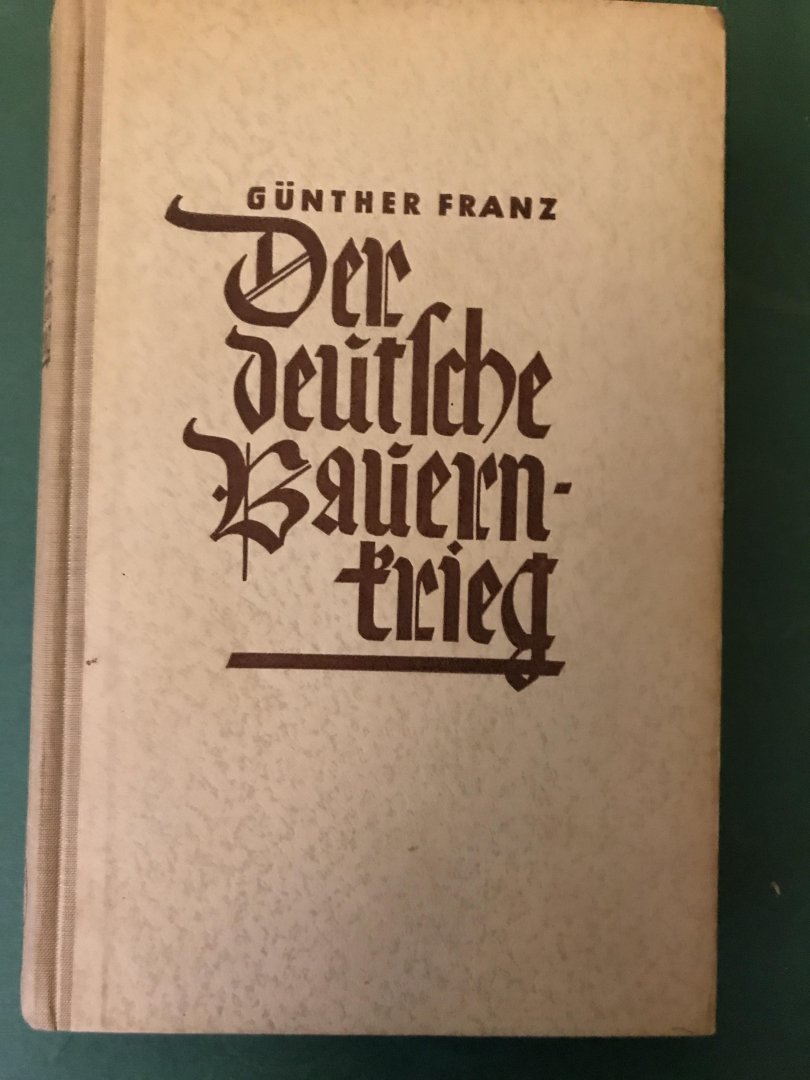 GÜNTHER FRANZ
Der
deutsche
Bauern-
krieg